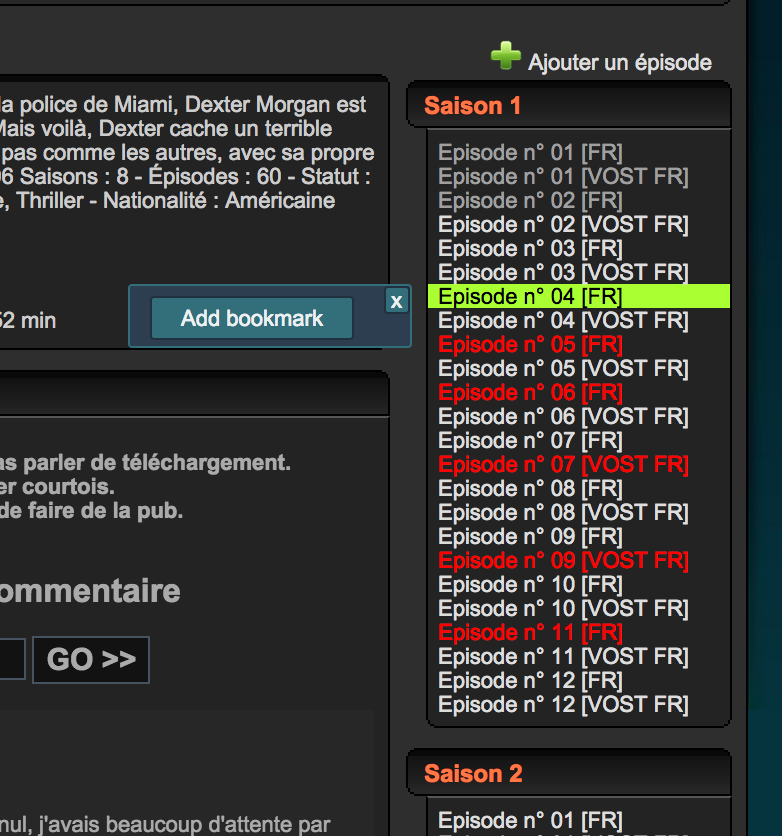 Ajouter un épisode
la police de Miami, Dexter Morgan est
Mais voilà, Dexter cache un terrible
pas comme les autres, avec sa propre
06 Saisons : 8 - Épisodes : 60 - Statut :
e, Thriller - Nationalité : Américaine
52 min
Add bookmark
x
as parler de téléchargement.
er courtois.
de faire de la pub.
ommentaire
GO >>
nul, j'avais beaucoup d'attente par
Saison 1
Episode n° 01 [FR]
Episode n° 01 [VOST FR]
Episode n° 02 [FR]
Episode n° 02 [VOST FR]
Episode n° 03 [FR]
Episode n° 03 [VOST FR]
Episode n° 04 [FR]
Episode n° 04 [VOST FR]
Episode n° 05 [FR]
Episode n° 05 [VOST FR]
Episode n° 06 [FR]
Episode n° 06 [VOST FR]
Episode n° 07 [FR]
Episode n° 07 [VOST FR]
Episode n° 08 [FR]
Episode n° 08 [VOST FR]
Episode n° 09 [FR]
Episode n° 09 [VOST FR]
Episode n° 10 [FR]
Episode n° 10 [VOST FR]
Episode n° 11 [FR]
Episode n° 11 [VOST FR]
Episode n° 12 [FR]
Episode n° 12 [VOST FR]
Saison 2
Episode n° 01 [FR]